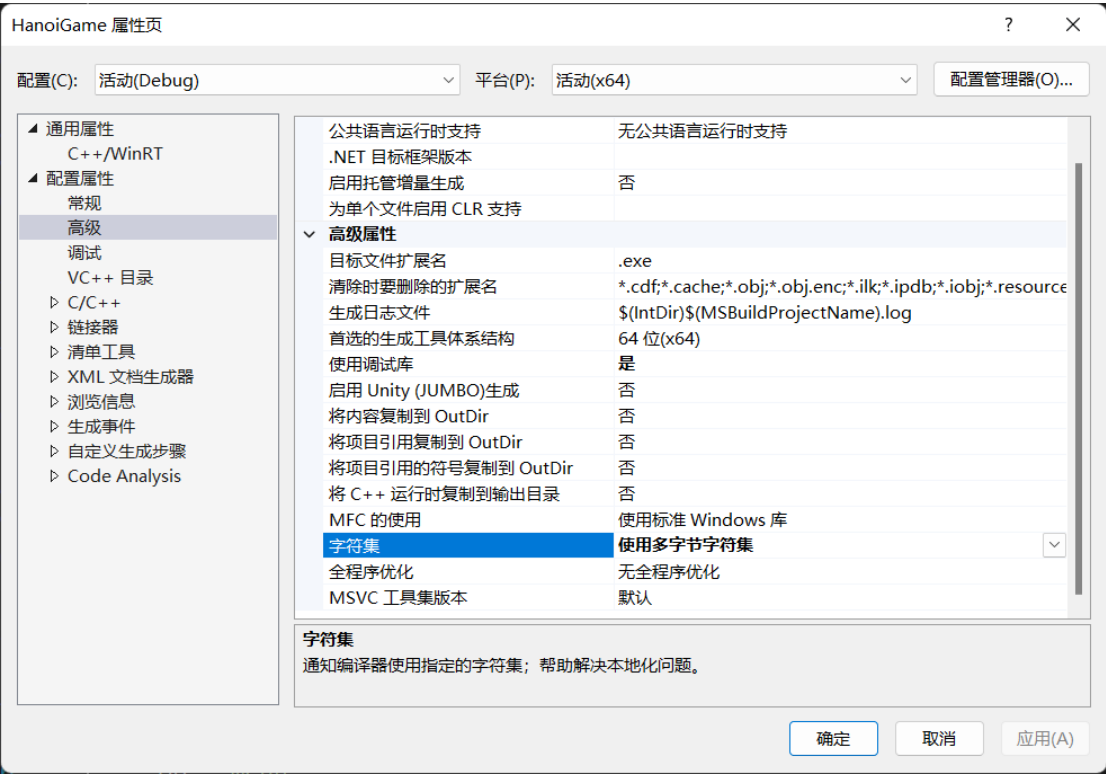 HanoiGame 属性页
?
配置(C): 活动(Debug) 平台(P): 活动(x64) 配置管理器(O)...
通用属性
C++/WinRT
配置属性
常规
高级
调试
VC++ 目录
C/C++
链接器
清单工具
XML 文档生成器
浏览信息
生成事件
自定义生成步骤
Code Analysis
公共语言运行时支持 无公共语言运行时支持
.NET 目标框架版本
启用托管增量生成 否
为单个文件启用 CLR 支持
高级属性
目标文件扩展名 .exe
清除时要删除的扩展名 *.cdf;*.cache;*.obj;*.obj.enc;*.ilk;*.ipdb;*.iobj;*.resource
生成日志文件 $(IntDir)$(MSBuildProjectName).log
首选的生成工具体系结构 64 位(x64)
使用调试库 是
启用 Unity (JUMBO)生成 否
将内容复制到 OutDir 否
将项目引用复制到 OutDir 否
将项目引用的符号复制到 OutDir 否
将 C++ 运行时复制到输出目录 否
MFC 的使用 使用标准 Windows 库
字符集 使用多字节字符集
全程序优化 无全程序优化
MSVC 工具集版本 默认
字符集
通知编译器使用指定的字符集；帮助解决本地化问题。
确定 取消 应用(A)